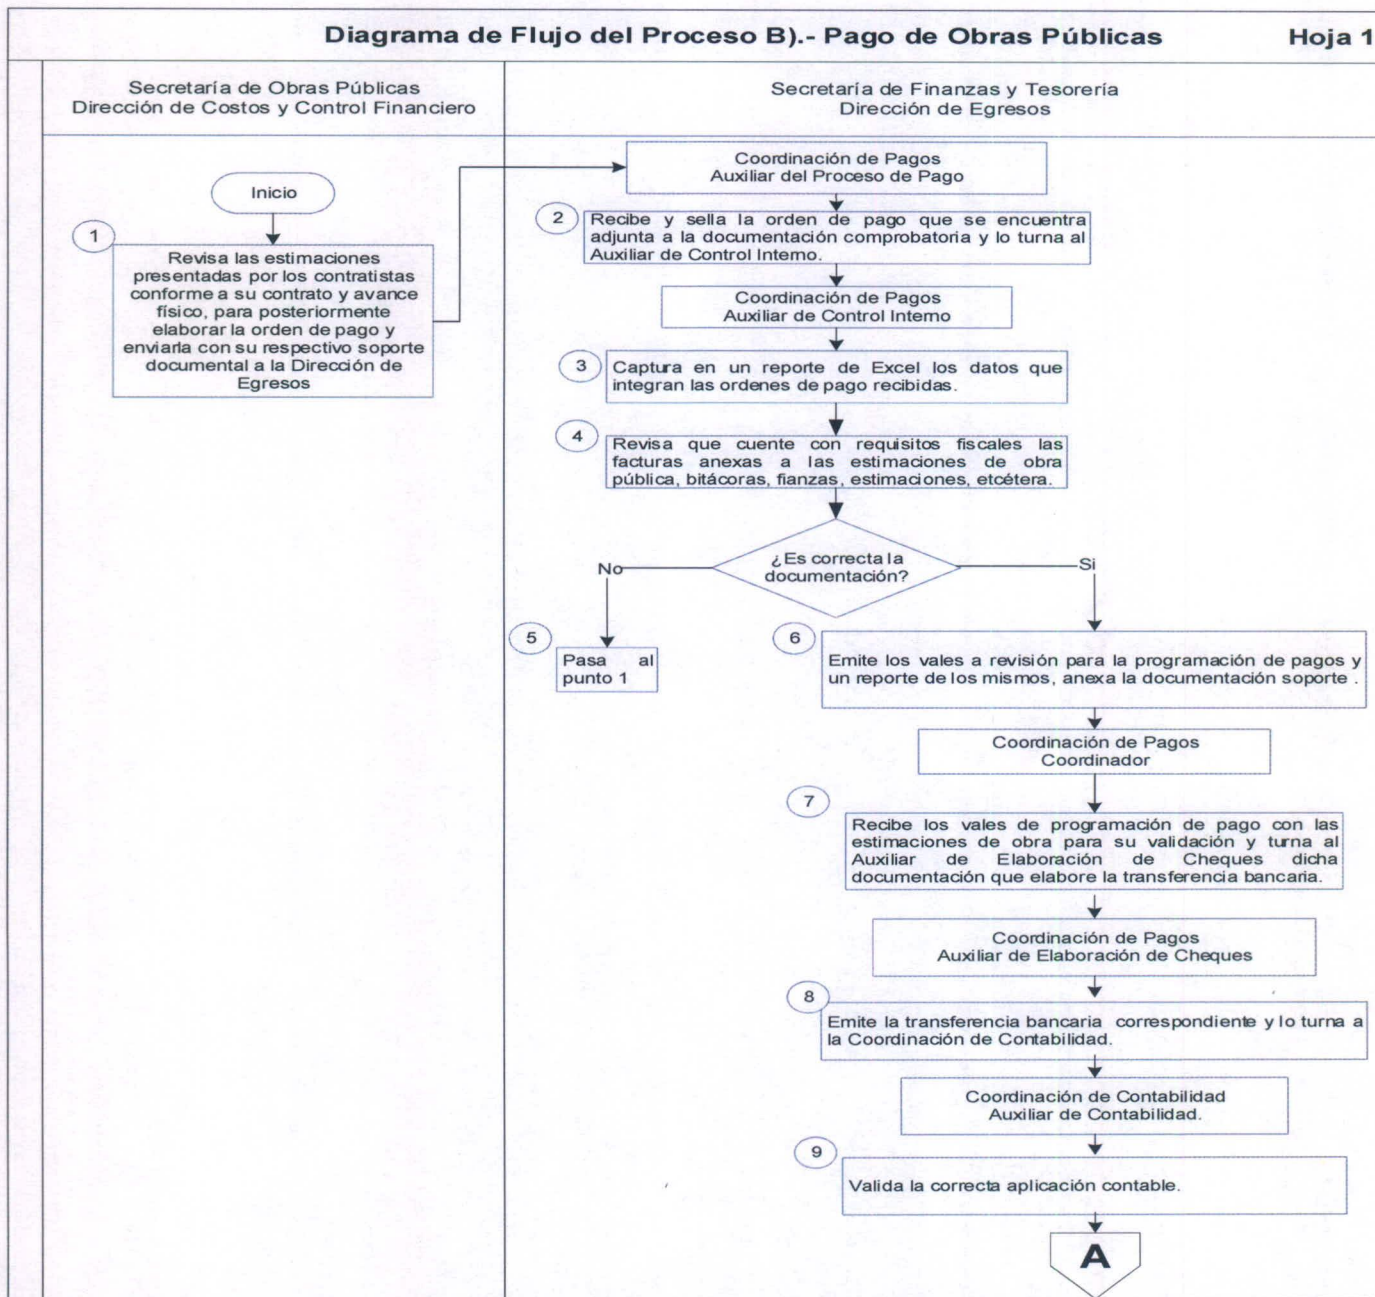 Diagrama de Flujo del Proceso B).- Pago de Obras Públicas
Hoja 1
Secretaría de Obras Públicas
Dirección de Costos y Control Financiero
Secretaría de Finanzas y Tesorería
Dirección de Egresos
Inicio
1
Revisa las estimaciones
presentadas por los contratistas
conforme a su contrato y avance
físico, para posteriormente
elaborar la orden de pago y
enviarla con su respectivo soporte
documental a la Dirección de
Egresos
Coordinación de Pagos
Auxiliar del Proceso de Pago
2
Recibe y sella la orden de pago que se encuentra
adjunta a la documentación comprobatoria y lo turna al
Auxiliar de Control Interno.
Coordinación de Pagos
Auxiliar de Control Interno
3
Captura en un reporte de Excel los datos que
integran las ordenes de pago recibidas.
4
Revisa que cuente con requisitos fiscales las
facturas anexas a las estimaciones de obra
pública, bitácoras, fianzas, estimaciones, etcétera.
¿Es correcta la
documentación?
No
Si
5
Pasa al
punto 1
6
Emite los vales a revisión para la programación de pagos y
un reporte de los mismos, anexa la documentación soporte .
Coordinación de Pagos
Coordinador
7
Recibe los vales de programación de pago con las
estimaciones de obra para su validación y turna al
Auxiliar de Elaboración de Cheques dicha
documentación que elabore la transferencia bancaria.
Coordinación de Pagos
Auxiliar de Elaboración de Cheques
8
Emite la transferencia bancaria correspondiente y lo turna a
la Coordinación de Contabilidad.
Coordinación de Contabilidad
Auxiliar de Contabilidad.
9
Valida la correcta aplicación contable.
A